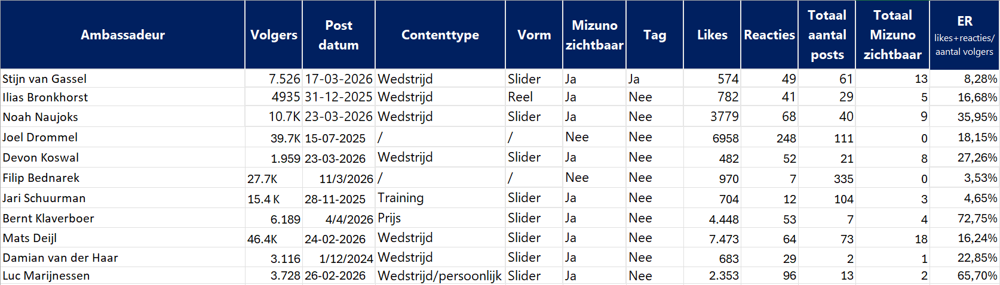 Ambassadeur Volgers Post datum Contenttype Vorm Mizuno zichtbaar Tag Likes Reacties Totaal aantal posts Totaal Mizuno zichtbaar ER likes+reacties/ aantal volgers
Stijn van Gassel 7.526 17-03-2026 Wedstrijd Slider Ja Ja 574 49 61 13 8,28%
Ilias Bronkhorst 4935 31-12-2025 Wedstrijd Reel Ja Nee 782 41 29 5 16,68%
Noah Naujoks 10.7K 23-03-2026 Wedstrijd Slider Ja Nee 3779 68 40 9 35,95%
Joel Drommel 39.7K 15-07-2025 / / Nee Nee 6958 248 111 0 18,15%
Devon Koswal 1.959 23-03-2026 Wedstrijd Slider Ja Nee 482 52 21 8 27,26%
Filip Bednarek 27.7K 11/3/2026 / / Nee Nee 970 7 335 0 3,53%
Jari Schuurman 15.4 K 28-11-2025 Training Slider Ja Nee 704 12 104 3 4,65%
Bernt Klaverboer 6.189 4/4/2026 Prijs Slider Ja Nee 4.448 53 7 4 72,75%
Mats Deijl 46.4K 24-02-2026 Wedstrijd Slider Ja Nee 7.473 64 73 18 16,24%
Damian van der Haar 3.116 1/12/2024 Wedstrijd Slider Ja Nee 683 29 2 1 22,85%
Luc Marijnessen 3.728 26-02-2026 Wedstrijd/persoonlijk Slider Ja Nee 2.353 96 13 2 65,70%